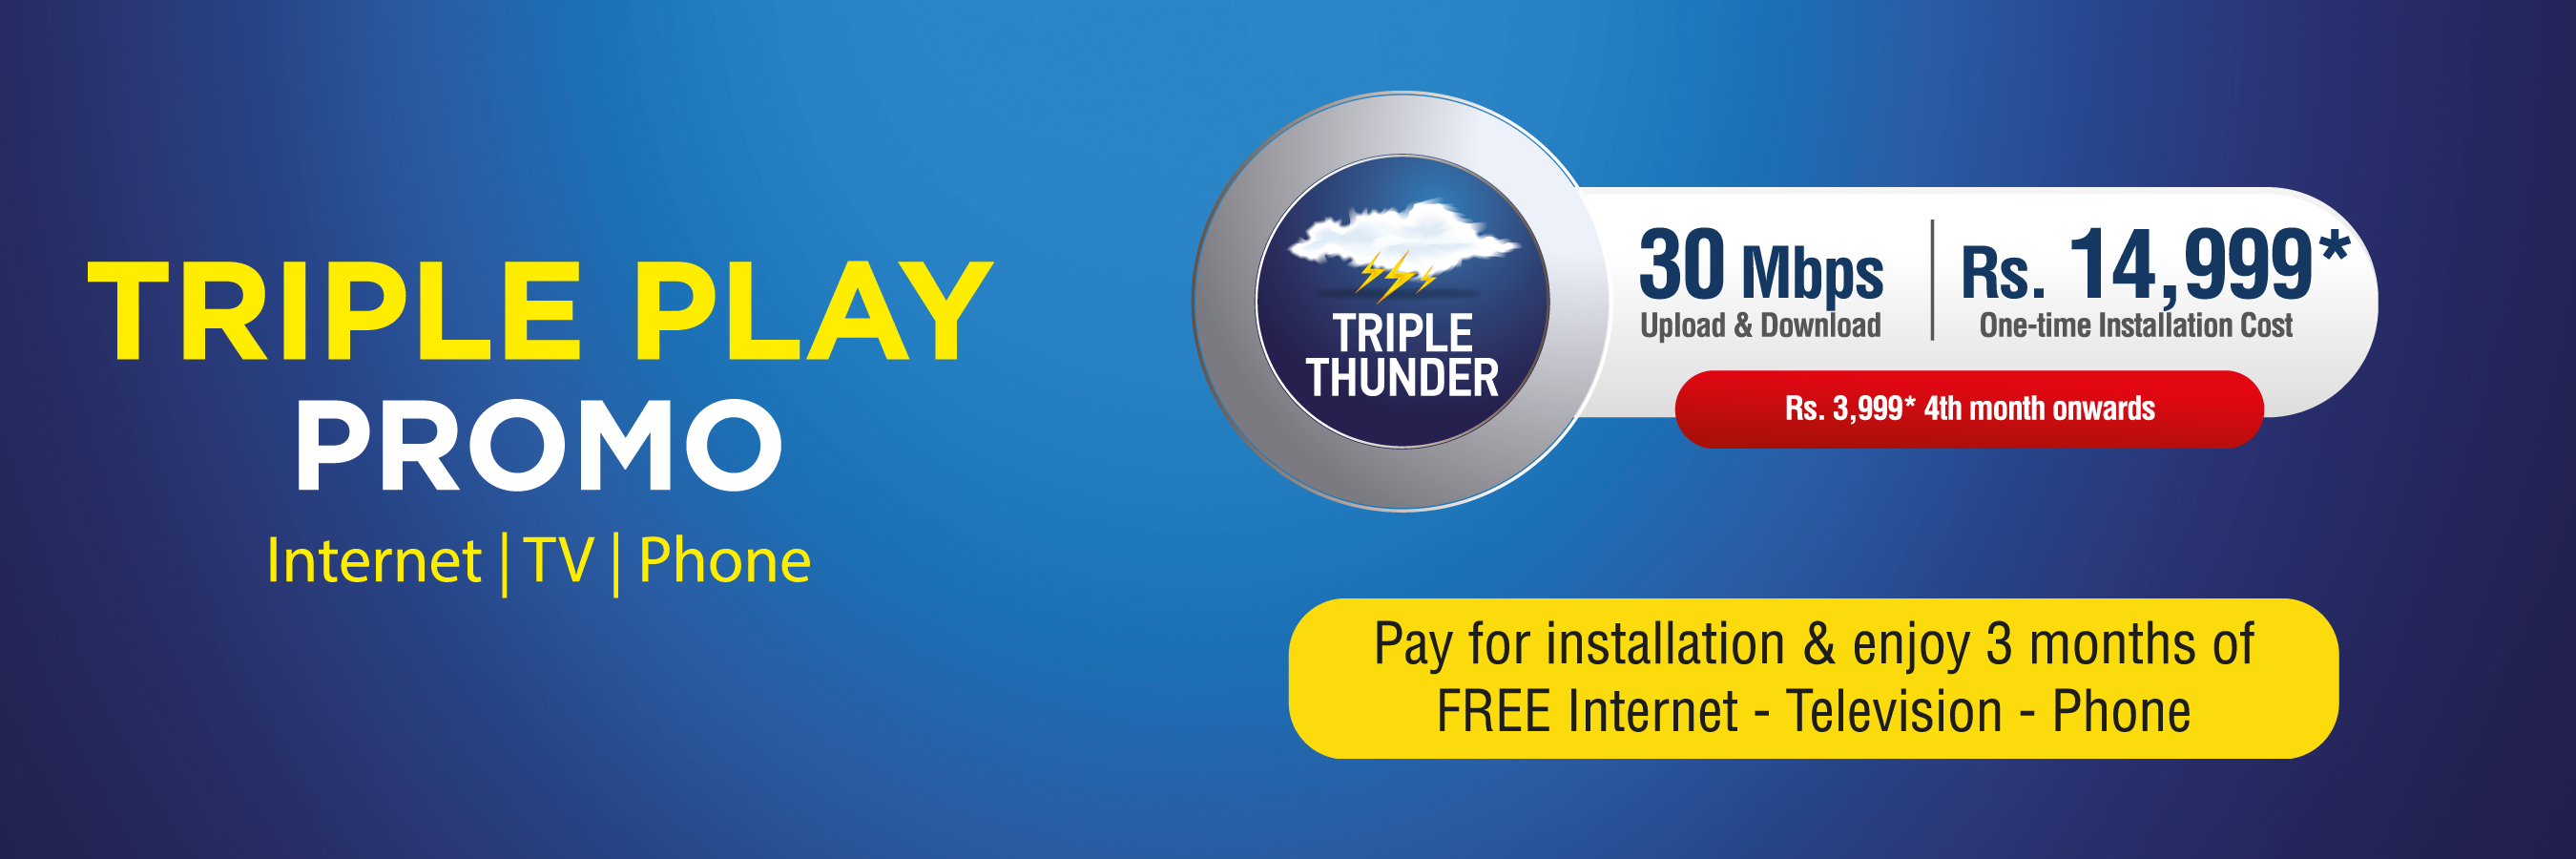 TRIPLE PLAY
PROMO
Internet | TV | Phone
TRIPLE
THUNDER
30 Mbps
Upload & Download
Rs. 14,999*
One-time Installation Cost
Rs. 3,999* 4th month onwards
Pay for installation & enjoy 3 months of
FREE Internet - Television - Phone